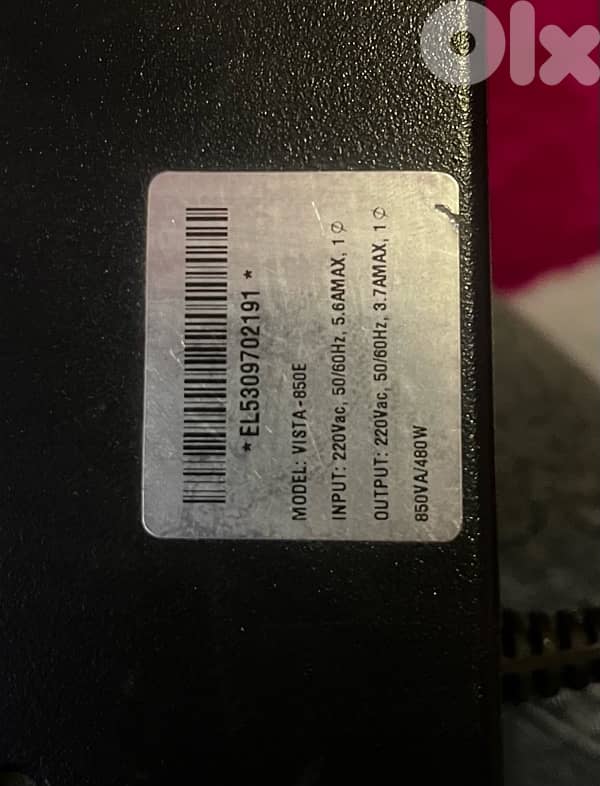 Olx
*EL5309702191 *
MODEL: VISTA-850E
INPUT: 220Vac, 50/60Hz, 5.6AMAX, 1∅
OUTPUT: 220Vac, 50/60Hz, 3.7AMAX, 1∅
850VA/480W